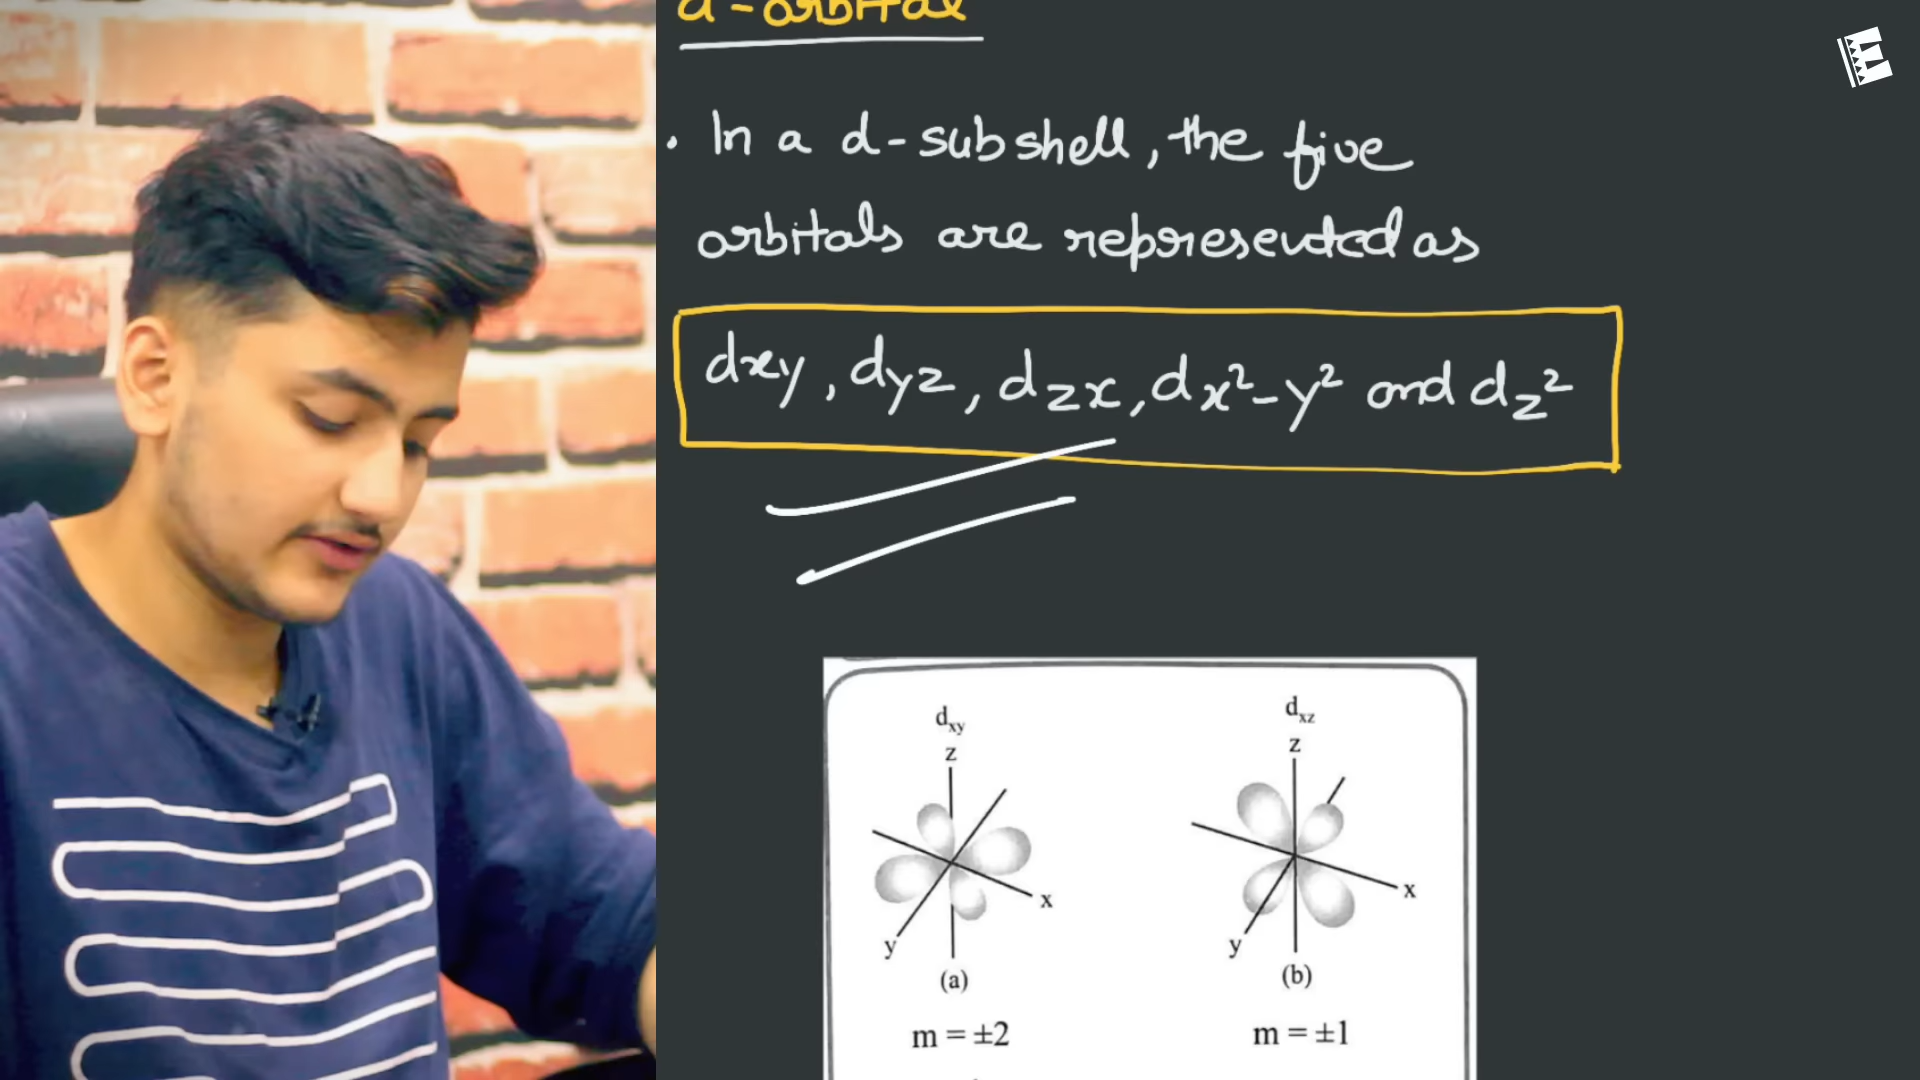 d-orbital
. In a d-subshell, the five
orbitals are represented as
dxy, dyz, dzx, dx²-y² and dz²
dxy
z
x
y
(a)
m = ±2
dxz
z
x
y
(b)
m = ±1